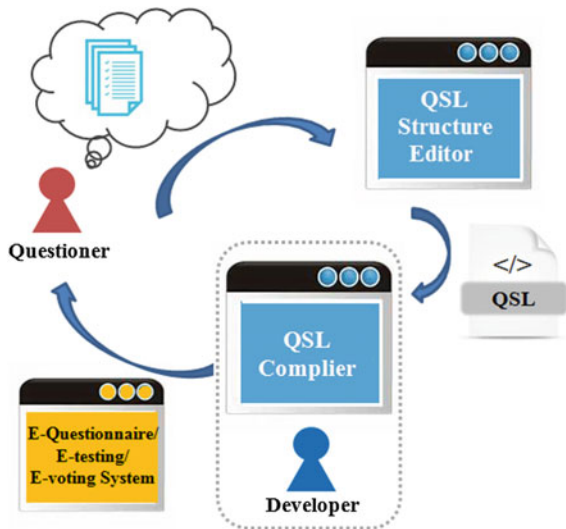 QSL
Structure
Editor
Questioner
</>
QSL
QSL
Complier
E-Questionnaire/
E-testing/
E-voting System
Developer